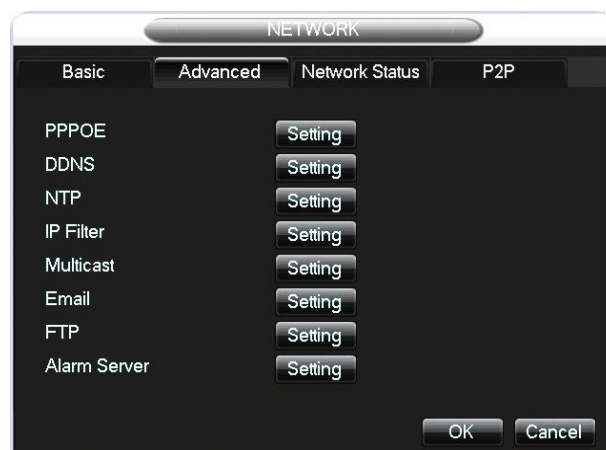 NETWORK
Basic Advanced Network Status P2P
PPPOE Setting
DDNS Setting
NTP Setting
IP Filter Setting
Multicast Setting
Email Setting
FTP Setting
Alarm Server Setting
OK Cancel